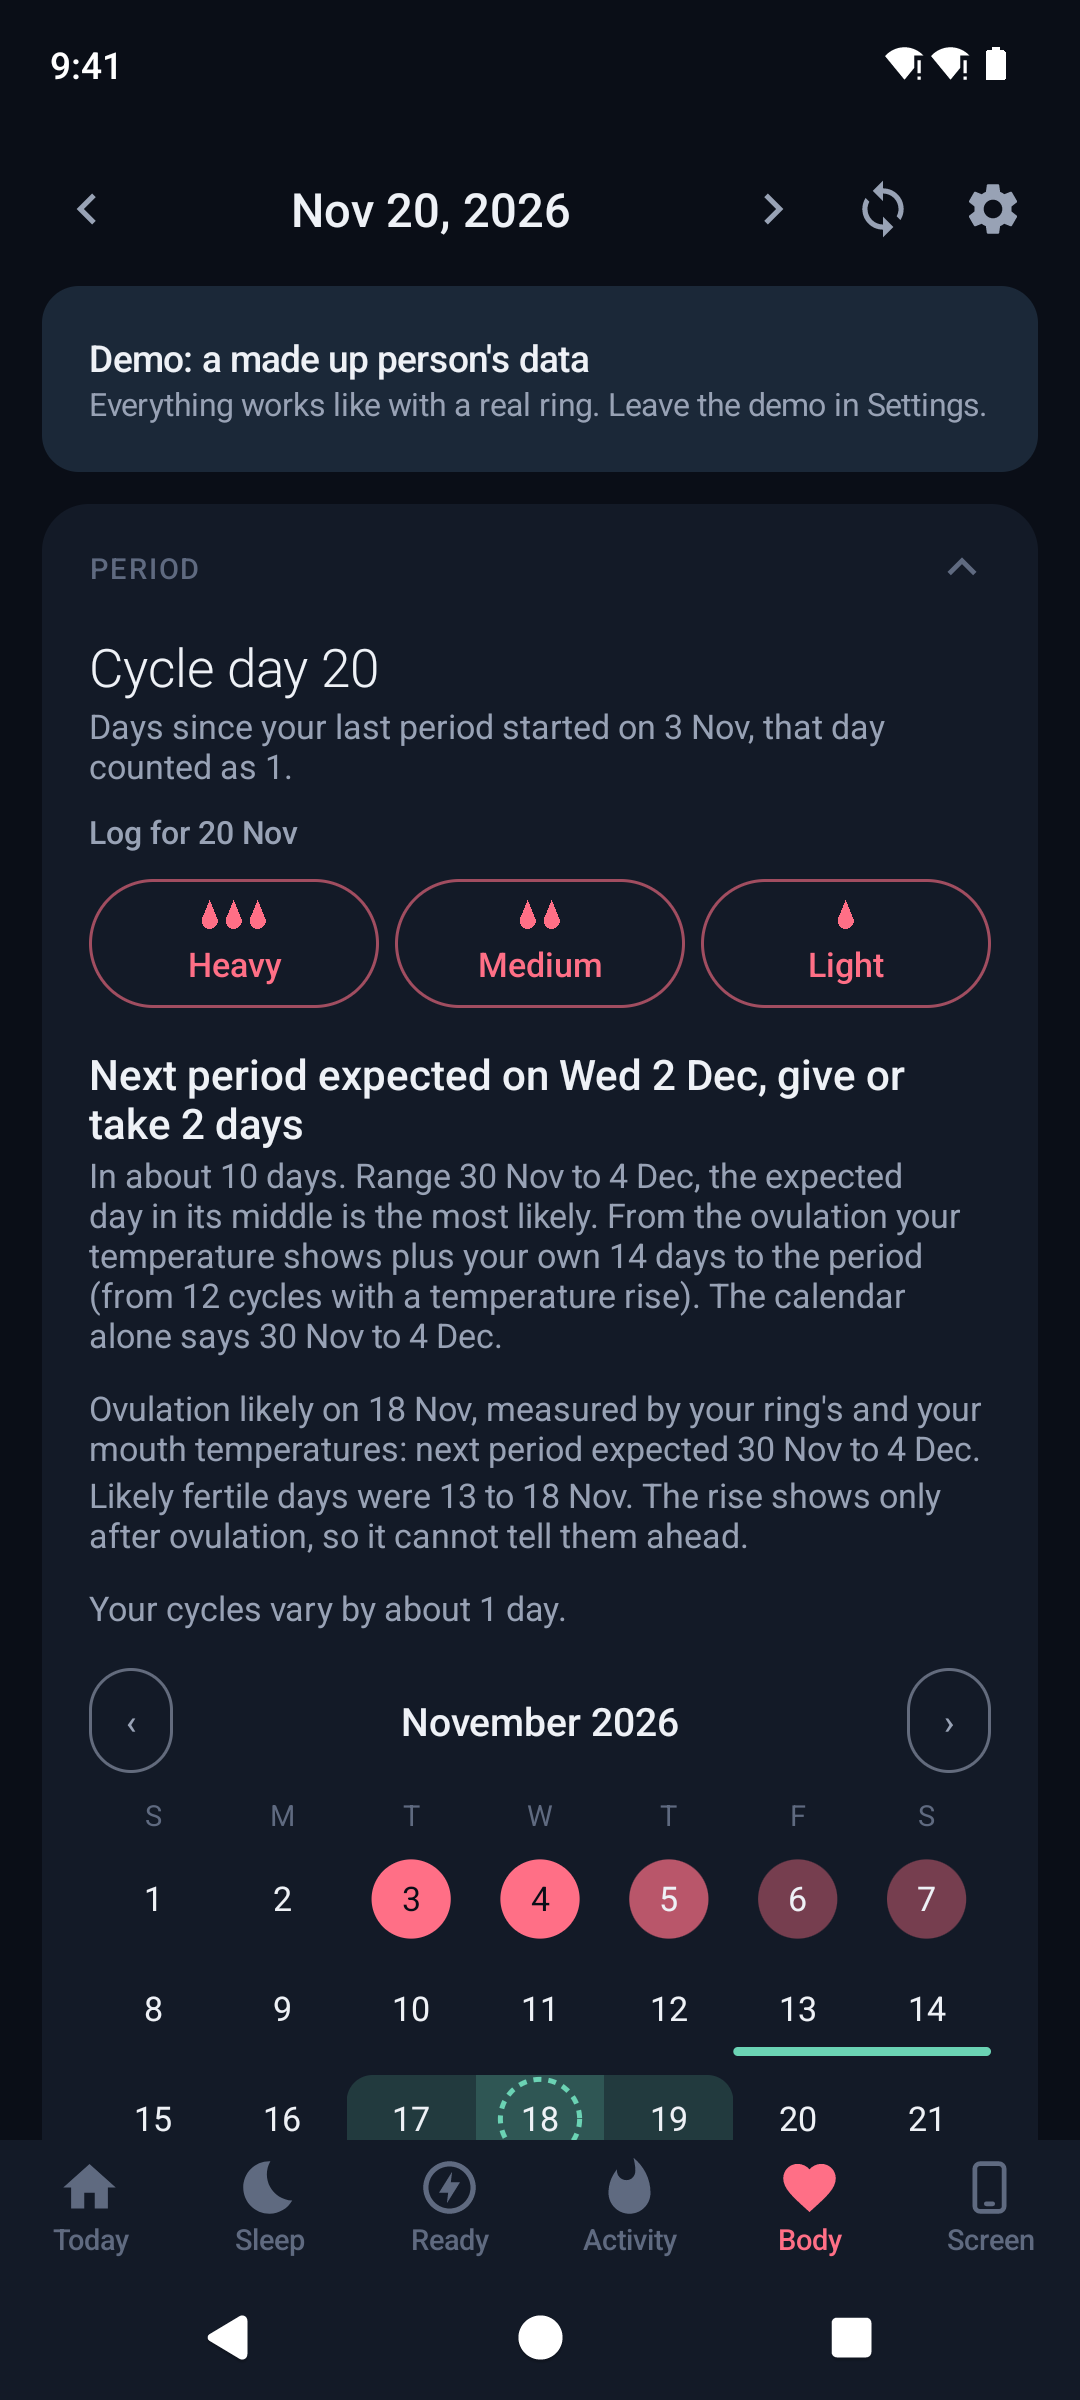 9:41
Nov 20, 2026
Demo: a made up person's data
Everything works like with a real ring. Leave the demo in Settings.
PERIOD
Cycle day 20
Days since your last period started on 3 Nov, that day
counted as 1.
Log for 20 Nov
Heavy
Medium
Light
Next period expected on Wed 2 Dec, give or
take 2 days
In about 10 days. Range 30 Nov to 4 Dec, the expected
day in its middle is the most likely. From the ovulation your
temperature shows plus your own 14 days to the period
(from 12 cycles with a temperature rise). The calendar
alone says 30 Nov to 4 Dec.
Ovulation likely on 18 Nov, measured by your ring's and your
mouth temperatures: next period expected 30 Nov to 4 Dec.
Likely fertile days were 13 to 18 Nov. The rise shows only
after ovulation, so it cannot tell them ahead.
Your cycles vary by about 1 day.
‹ November 2026 ›
S M T W T F S
1 2 3 4 5 6 7
8 9 10 11 12 13 14
15 16 17 18 19 20 21
Today Sleep Ready Activity Body Screen